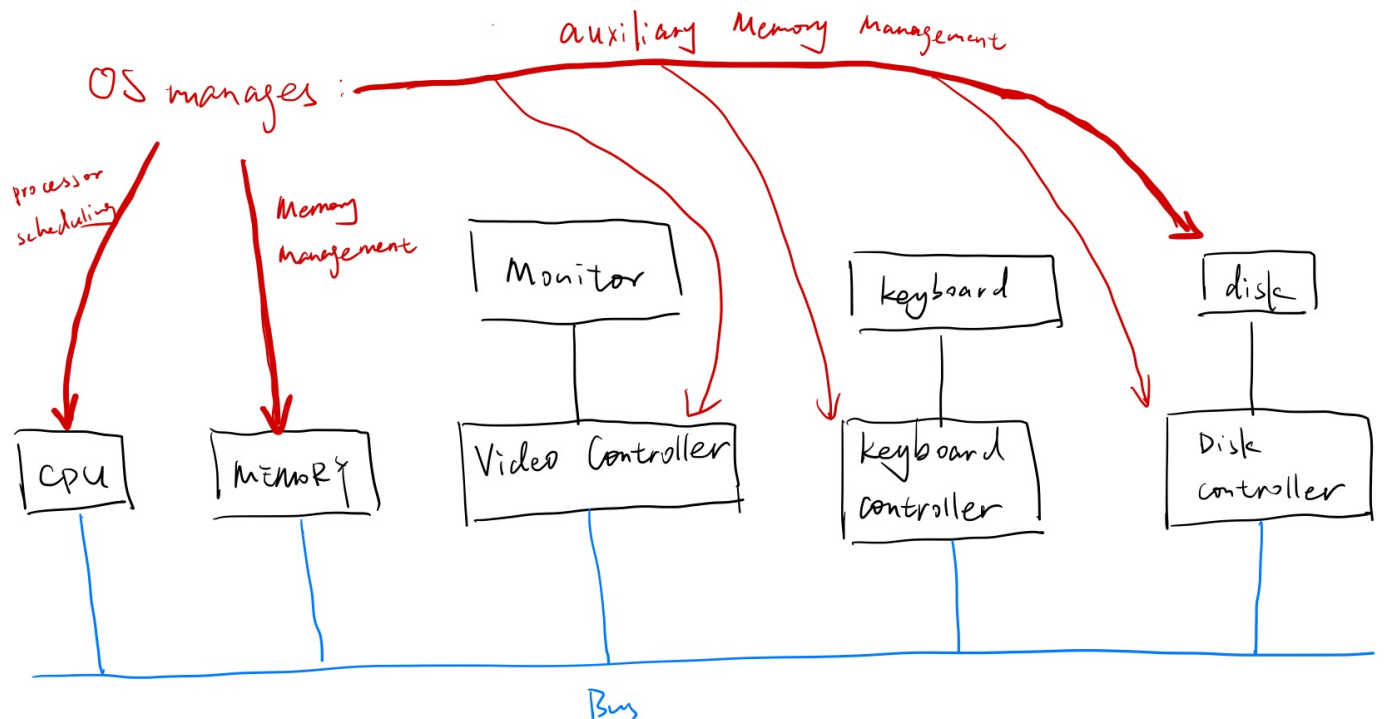 auxiliary Memory Management
OS manages :
processor
scheduling
Memory
Management
Monitor
keyboard
disk
CPU
MEMORY
Video Controller
keyboard
controller
Disk
controller
Bus